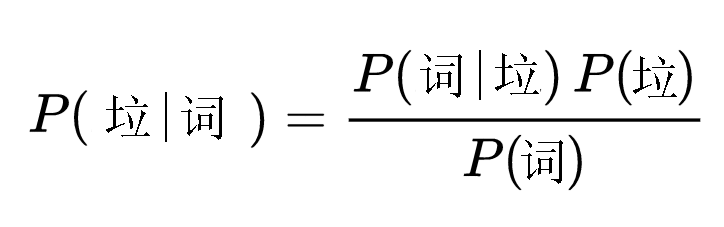 P( 垃|词 ) = P(词|垃) P(垃) / P(词)